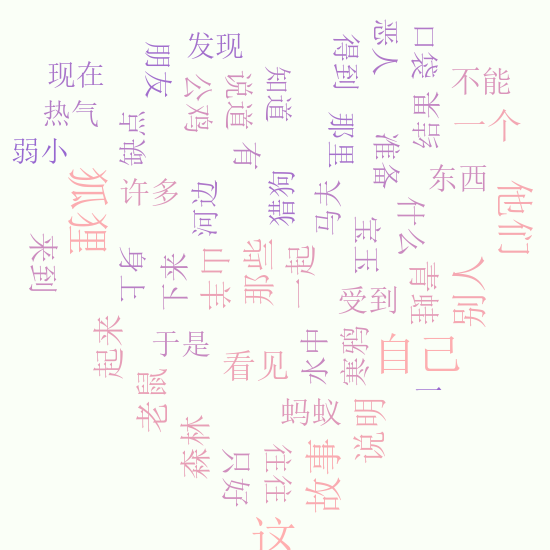 发现
朋友
恶人
口袋
得到
现在
公鸡
说道
知道
不能
热气
结果
一个
缺点
那里
准备
弱小
有
东西
狐狸
许多
河边
猎狗
马夫
他们
什么
宝玉
来到
身上
下来
山羊
那些
一起
青蛙
别人
受到
起来
于是
看见
水中
寒鸦
自己
一
老鼠
蚂蚁
说明
森林
只好
往往
故事
这